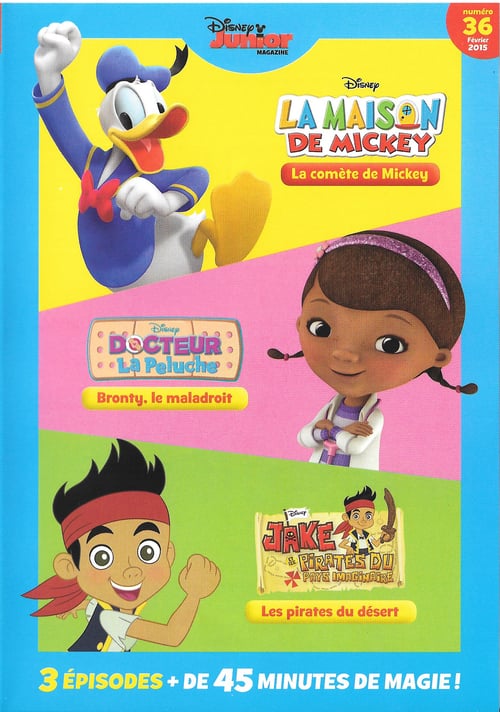 Disney
Junior
MAGAZINE
numéro
36
Février
2015
Disney
LA MAISON
DE MICKEY
La comète de Mickey
Disney
DOCTEUR
La Peluche
Bronty, le maladroit
Disney
JAKE
& PIRATES DU
PAYS IMAGINAIRE
Les pirates du désert
3 ÉPISODES + DE 45 MINUTES DE MAGIE !